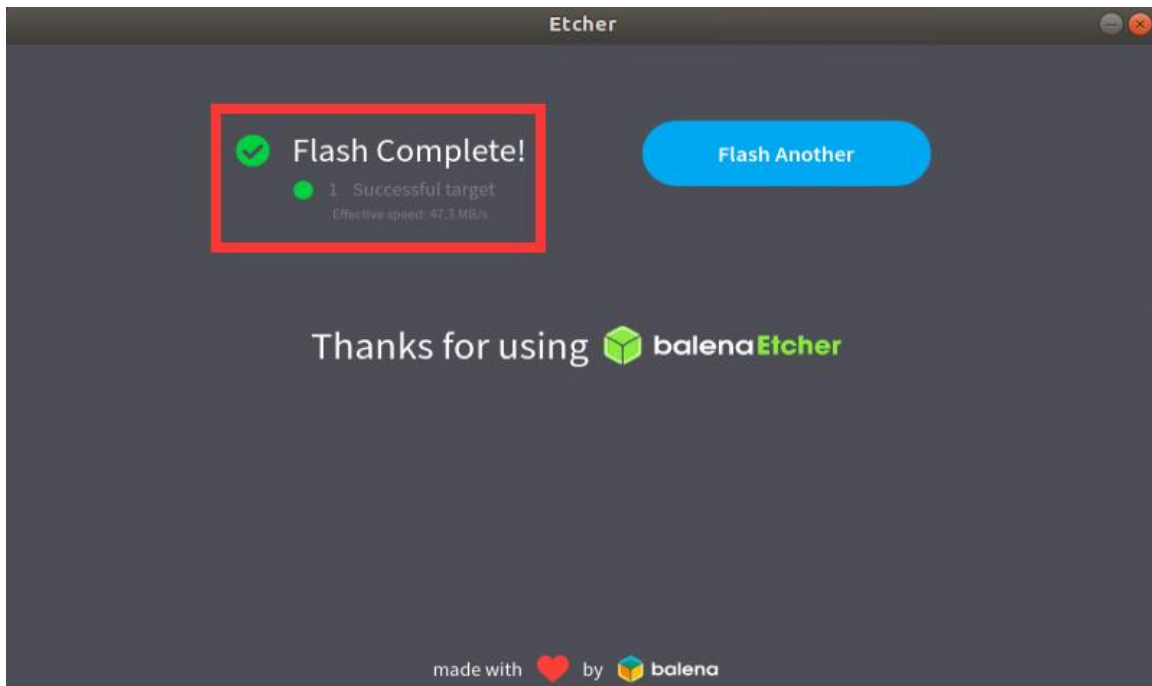 Etcher
Flash Complete!
1 Successful target
Effective speed: 47.3 MB/s
Flash Another
Thanks for using balenaEtcher
made with by balena